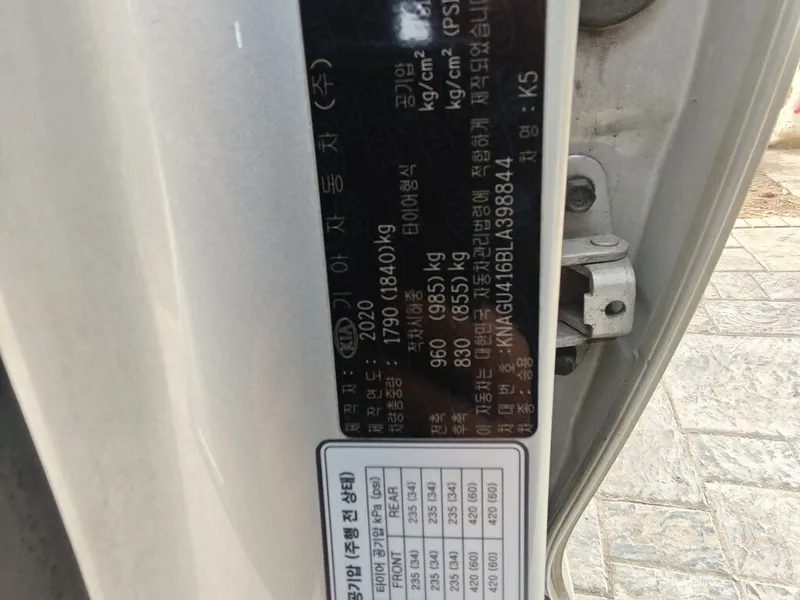 제작자 : KIA 기아자동차(주)
제작연도 : 2020
차량총중량 : 1790 (1840)kg
적차시하중 타이어형식 공기압
전축 960 (985)kg kg/cm²
후축 830 (855)kg kg/cm² (PSI
이 자동차는 대한민국 자동차관리법령에 적합하게 제작되었습니다
차대번호 :KNAGU416BLA398844
차종 : 승용 차명 : K5
공기압 (주행 전 상태)
타이어 공기압 kPa (psi)
FRONT REAR
235 (34) 235 (34)
235 (34) 235 (34)
235 (34) 235 (34)
420 (60) 420 (60)
420 (60) 420 (60)